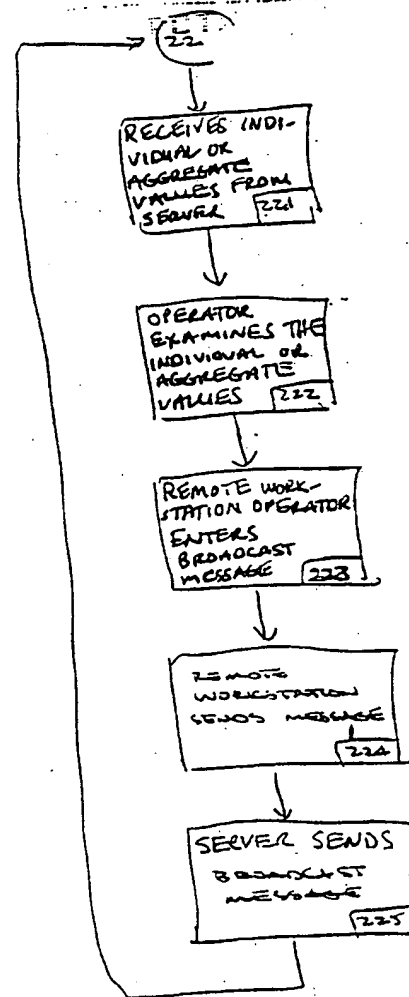 22
RECEIVES INDI-
VIDUAL OR
AGGREGATE
VALUES FROM
SERVER 221
OPERATOR
EXAMINES THE
INDIVIDUAL OR
AGGREGATE
VALUES 222
REMOTE WORK-
STATION OPERATOR
ENTERS
BROADCAST
MESSAGE 223
REMOTE
WORKSTATION
SENDS MESSAGE
224
SERVER SENDS
BROADCAST
MESSAGE
225